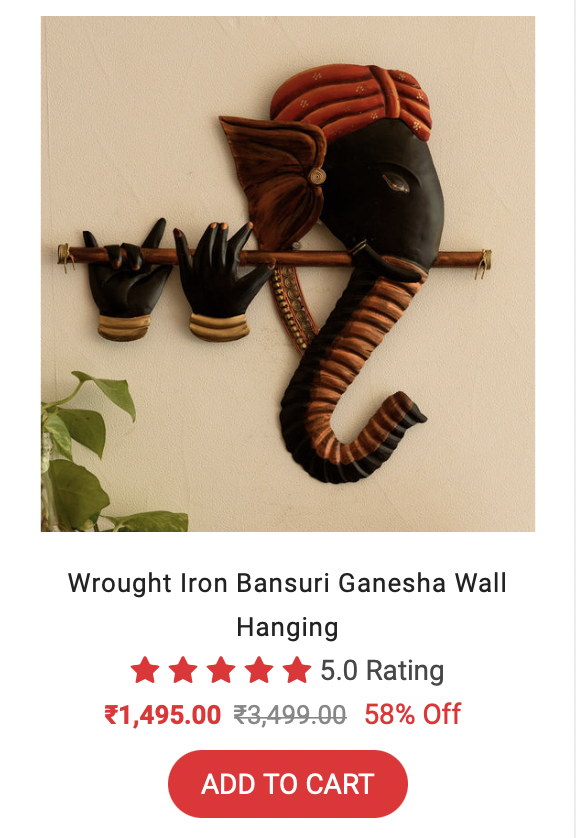 Wrought Iron Bansuri Ganesha Wall
Hanging
5.0 Rating
₹1,495.00 ₹3,499.00 58% Off
ADD TO CART